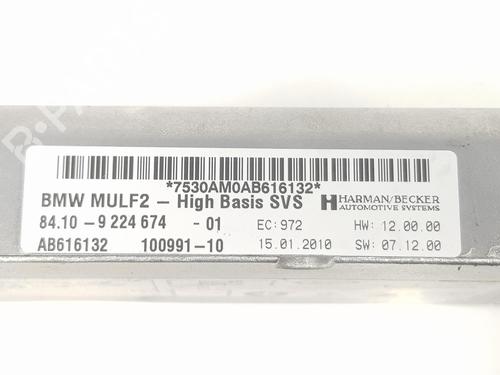 *7530AM0AB616132*
BMW MULF2 – High Basis SVS HARMAN/BECKER
AUTOMOTIVE SYSTEMS
84.10 – 9 224 674 - 01 EC: 972 HW: 12.00.00
AB616132 100991–10 15.01.2010 SW: 07.12.00
B-PARTS